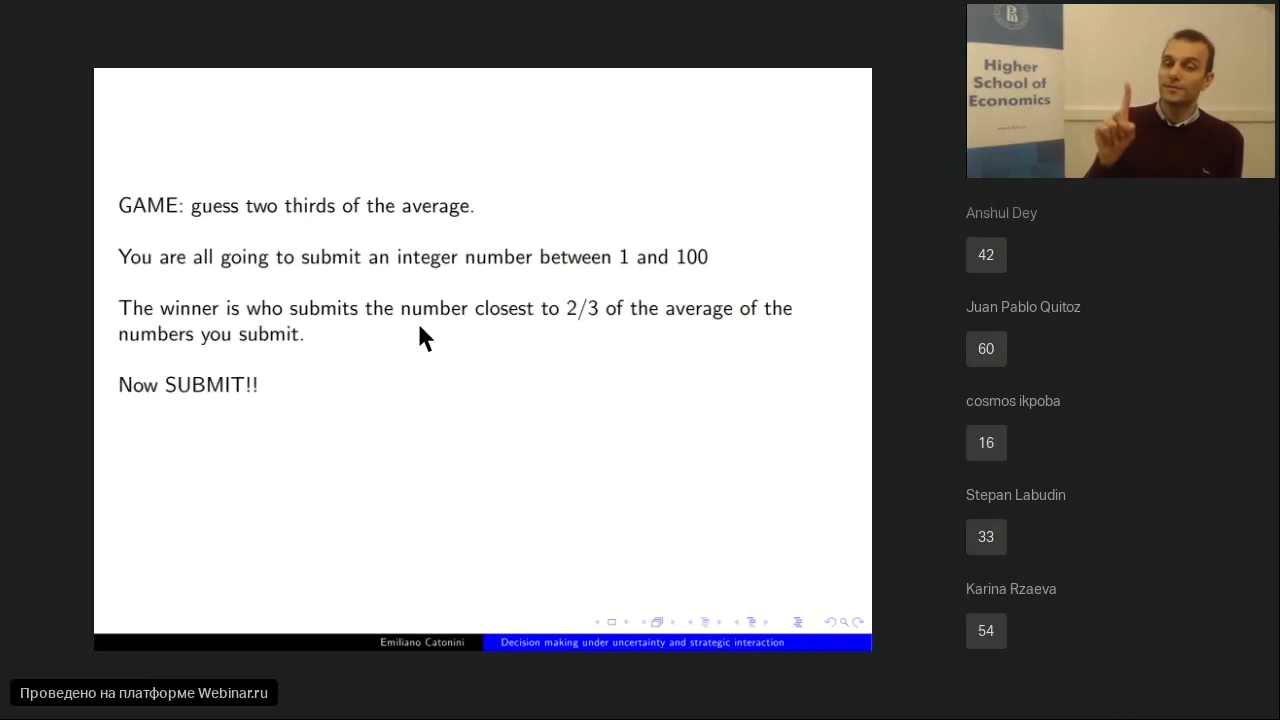 GAME: guess two thirds of the average.
You are all going to submit an integer number between 1 and 100
The winner is who submits the number closest to 2/3 of the average of the
numbers you submit.
Now SUBMIT!!
Emiliano Catonini
Decision making under uncertainty and strategic interaction
Higher
School of
Economics
Anshul Dey
42
Juan Pablo Quitoz
60
cosmos ikpoba
16
Stepan Labudin
33
Karina Rzaeva
54
Проведено на платформе Webinar.ru